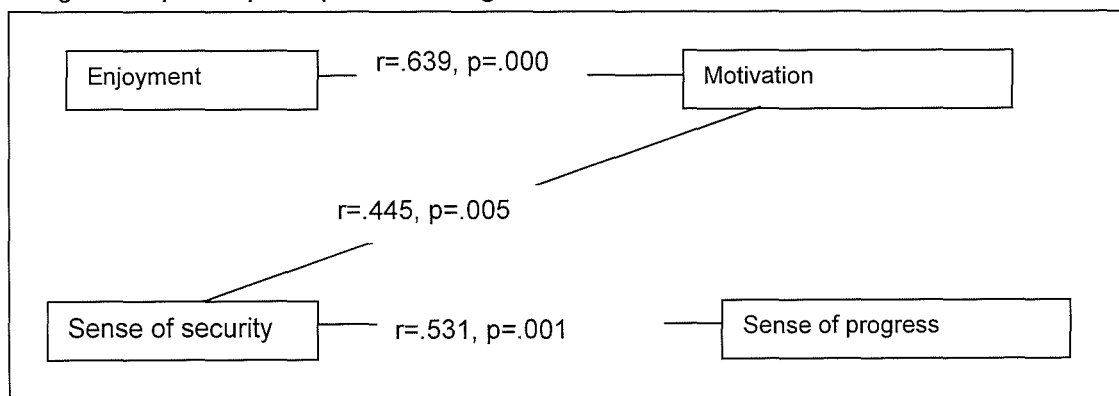 Enjoyment
r=.639, p=.000
Motivation
r=.445, p=.005
Sense of security
r=.531, p=.001
Sense of progress